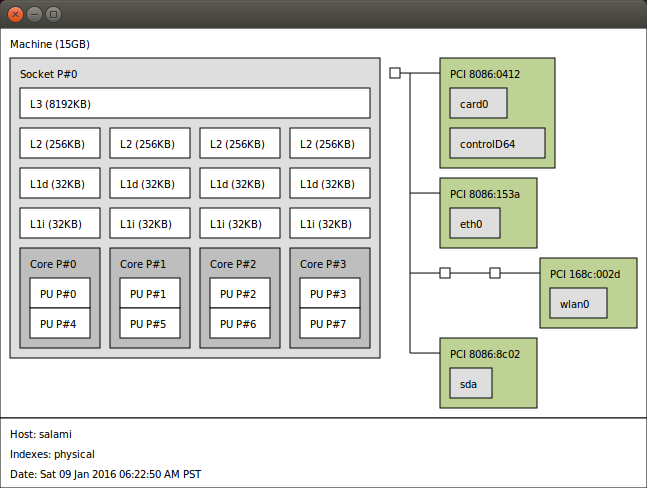 Machine (15GB)
Socket P#0
L3 (8192KB)
L2 (256KB) L2 (256KB) L2 (256KB) L2 (256KB)
L1d (32KB) L1d (32KB) L1d (32KB) L1d (32KB)
L1i (32KB) L1i (32KB) L1i (32KB) L1i (32KB)
Core P#0 Core P#1 Core P#2 Core P#3
PU P#0 PU P#1 PU P#2 PU P#3
PU P#4 PU P#5 PU P#6 PU P#7
PCI 8086:0412
card0
controlD64
PCI 8086:153a
eth0
PCI 168c:002d
wlan0
PCI 8086:8c02
sda
Host: salami
Indexes: physical
Date: Sat 09 Jan 2016 06:22:50 AM PST